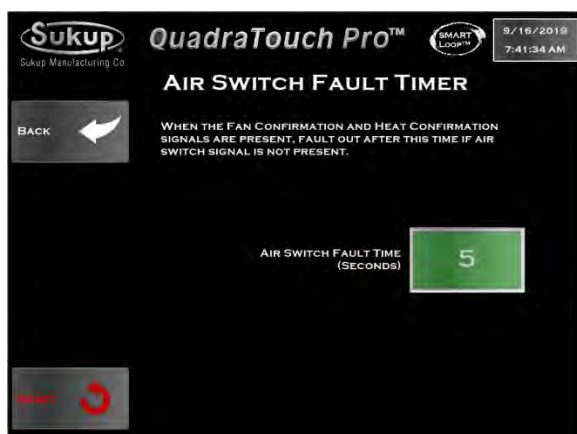 Sukup
Sukup Manufacturing Co.
QuadraTouch Pro™
SMART
LOOP™
9/16/2019
7:41:34 AM
AIR SWITCH FAULT TIMER
BACK
WHEN THE FAN CONFIRMATION AND HEAT CONFIRMATION
SIGNALS ARE PRESENT, FAULT OUT AFTER THIS TIME IF AIR
SWITCH SIGNAL IS NOT PRESENT.
AIR SWITCH FAULT TIME
(SECONDS)
5
RESET